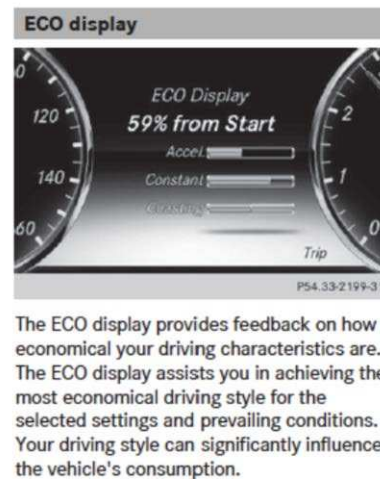 ECO display
0
120
140
60
ECO Display
59% from Start
Accel.
Constant
Coasting
2
1
0
Trip
P54.33-2199-31
The ECO display provides feedback on how
economical your driving characteristics are.
The ECO display assists you in achieving the
most economical driving style for the
selected settings and prevailing conditions.
Your driving style can significantly influence
the vehicle's consumption.